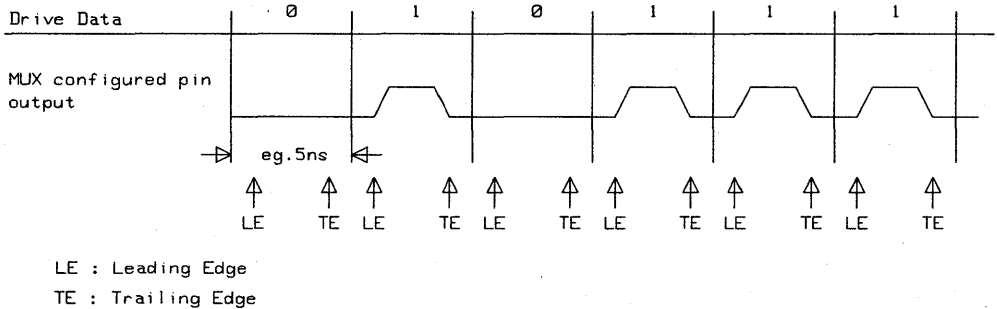 Drive Data 0 1 0 1 1 1
MUX configured pin
output
eg.5ns
LE TE LE TE LE TE LE TE LE TE LE TE
LE : Leading Edge
TE : Trailing Edge